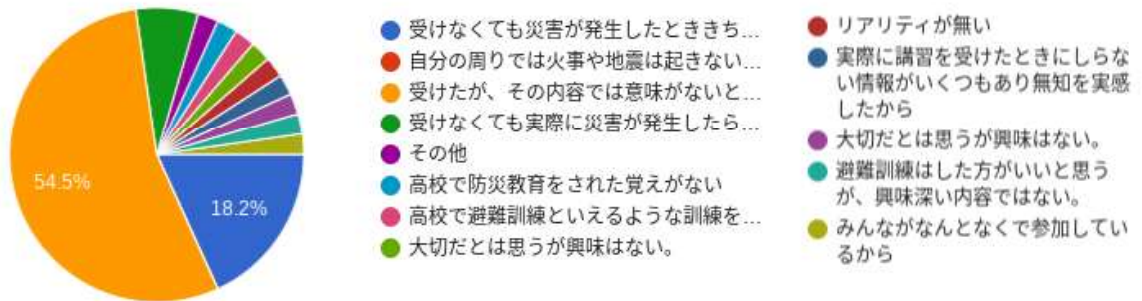 54.5%
18.2%
受けなくても災害が発生したとききち…
自分の周りでは火事や地震は起きない…
受けたが、その内容では意味がないと…
受けなくても実際に災害が発生したら…
その他
高校で防災教育をされた覚えがない
高校で避難訓練といえるような訓練を…
大切だとは思うが興味はない。
リアリティが無い
実際に講習を受けたときにしらな
い情報がいくつもあり無知を実感
したから
大切だとは思うが興味はない。
避難訓練はした方がいいと思う
が、興味深い内容ではない。
みんながなんとなくで参加してい
るから